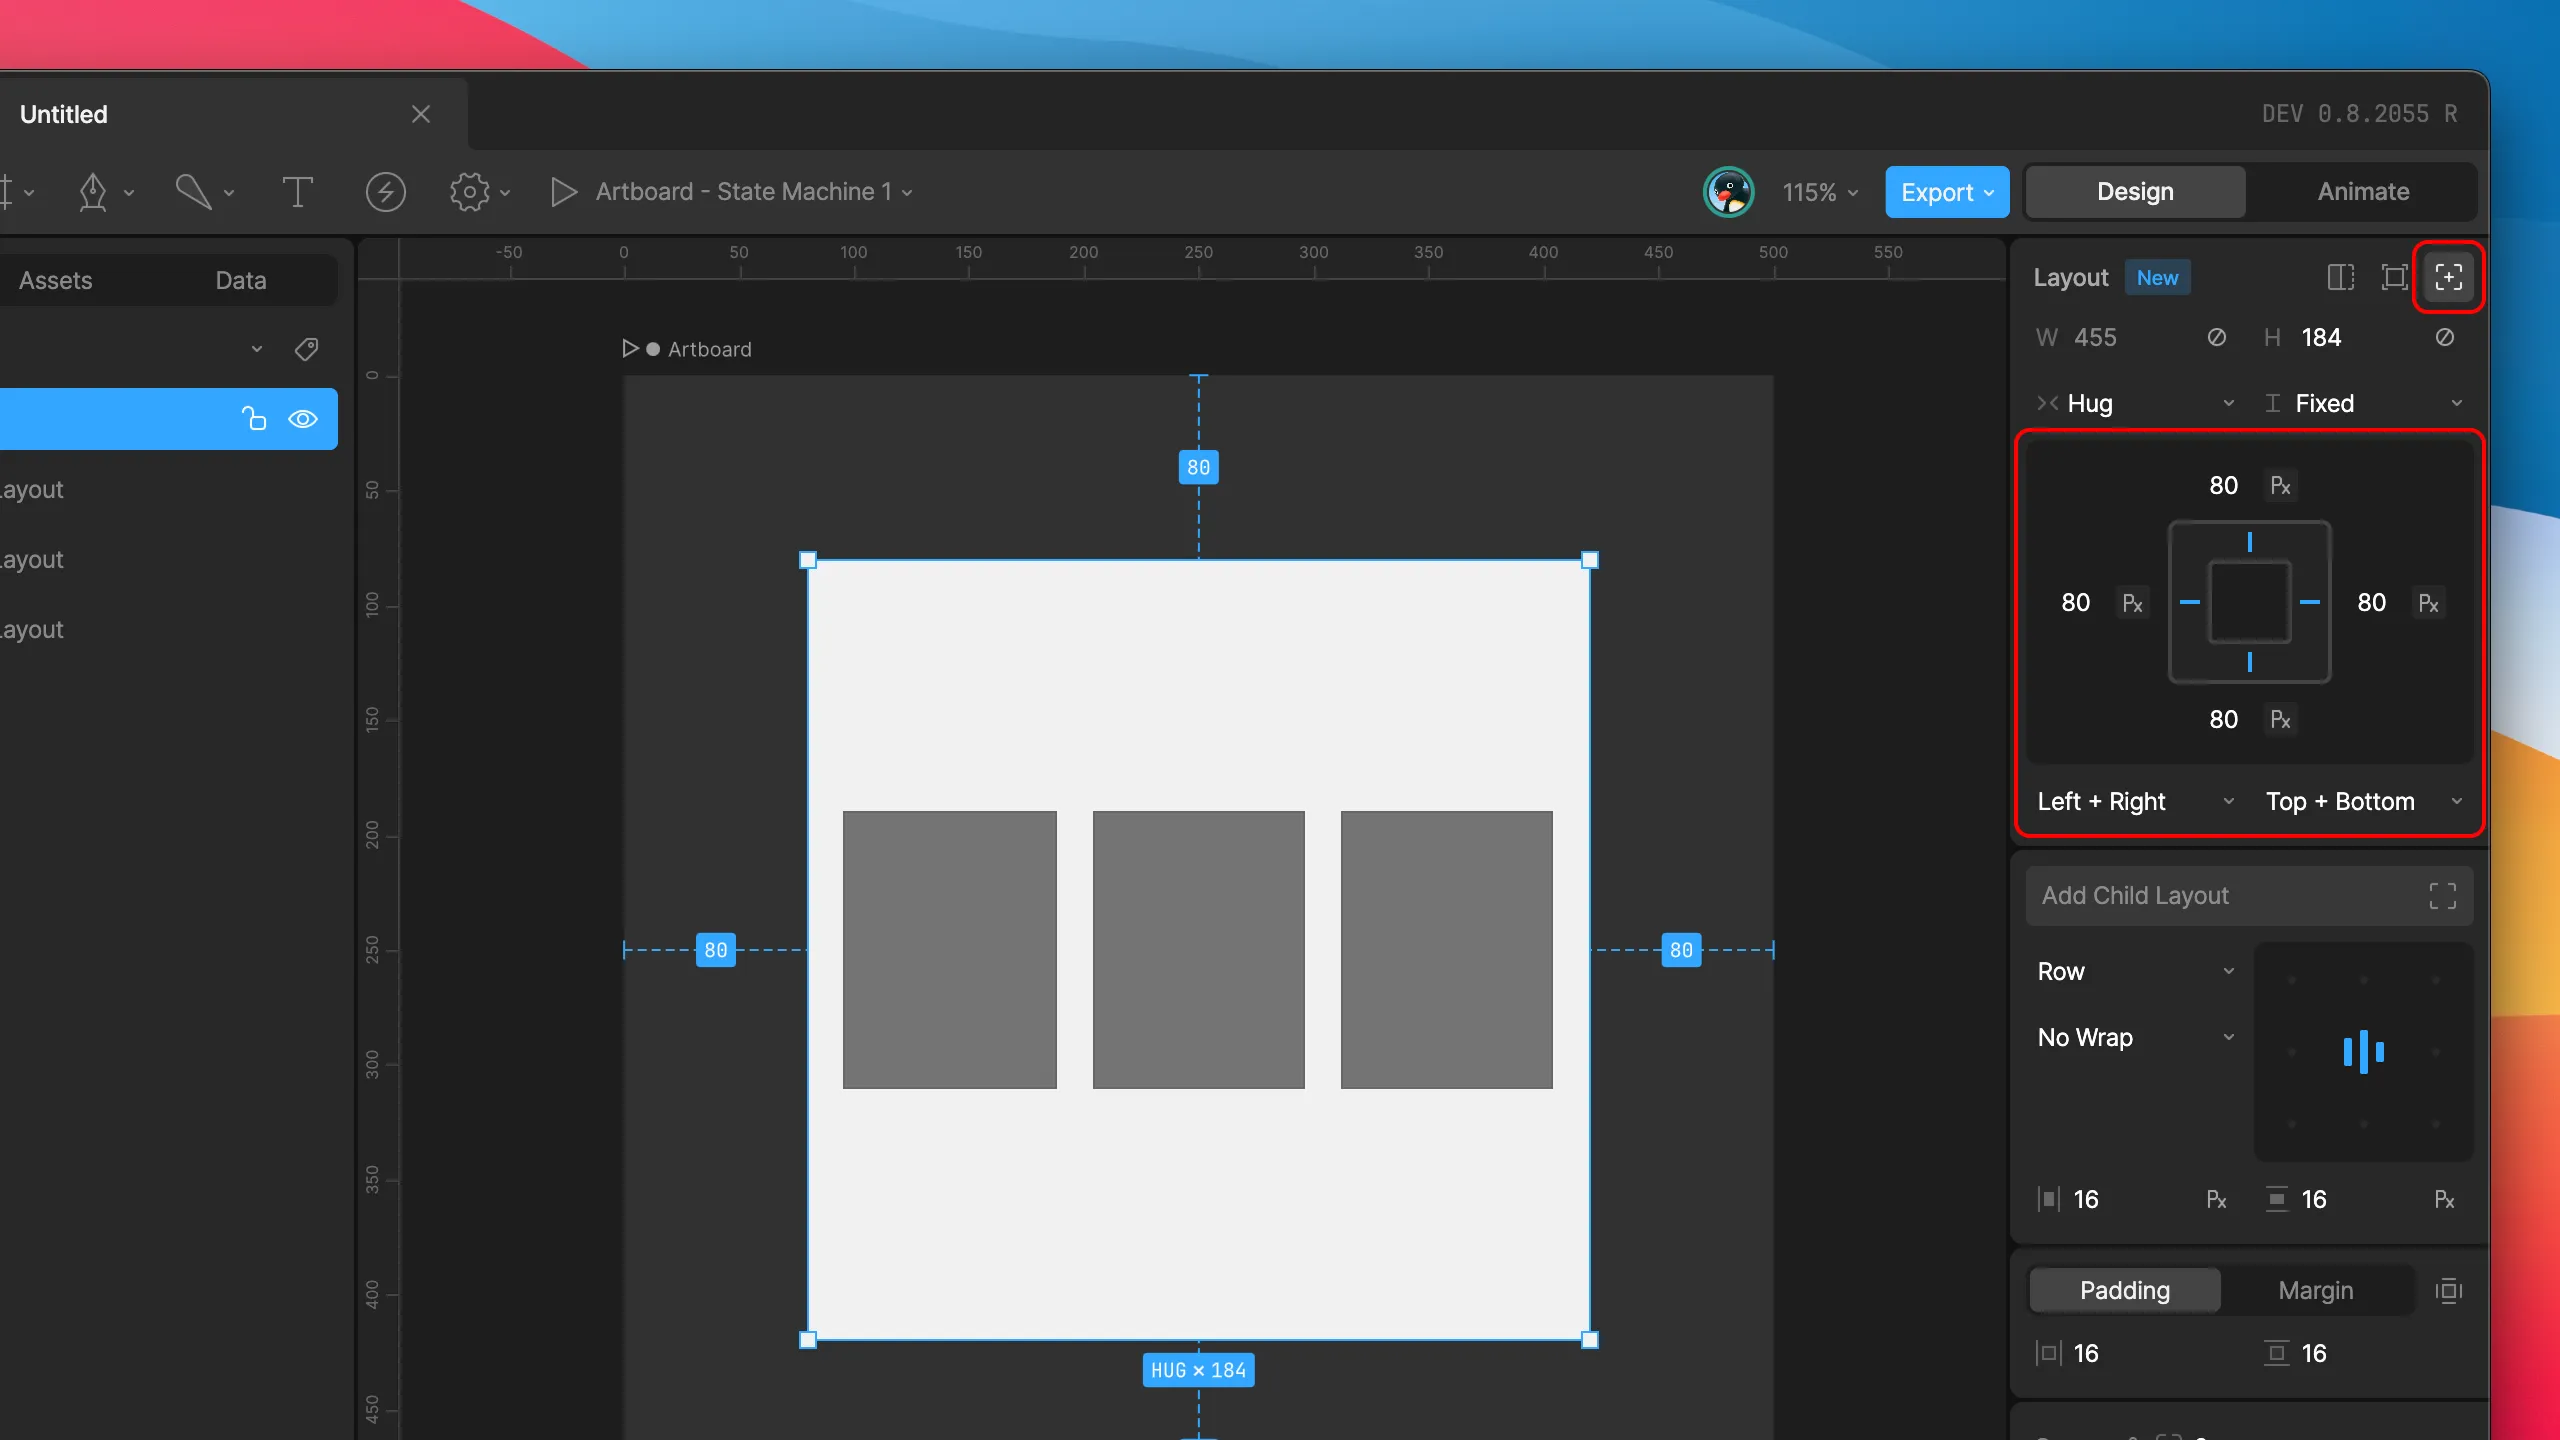 Untitled
DEV 0.8.2055 R
Artboard - State Machine 1
115%
Export
Design
Animate
Assets
Data
-50 0 50 100 150 200 250 300 350 400 450 500 550
Layout New
W 455
H 184
Hug
Fixed
Artboard
ayout
ayout
ayout
0
50
100
150
200
250
300
350
400
450
80
80
80
HUG × 184
80 Px
80 Px
80 Px
80 Px
Left + Right
Top + Bottom
Add Child Layout
Row
No Wrap
16 Px
16 Px
Padding
Margin
16
16